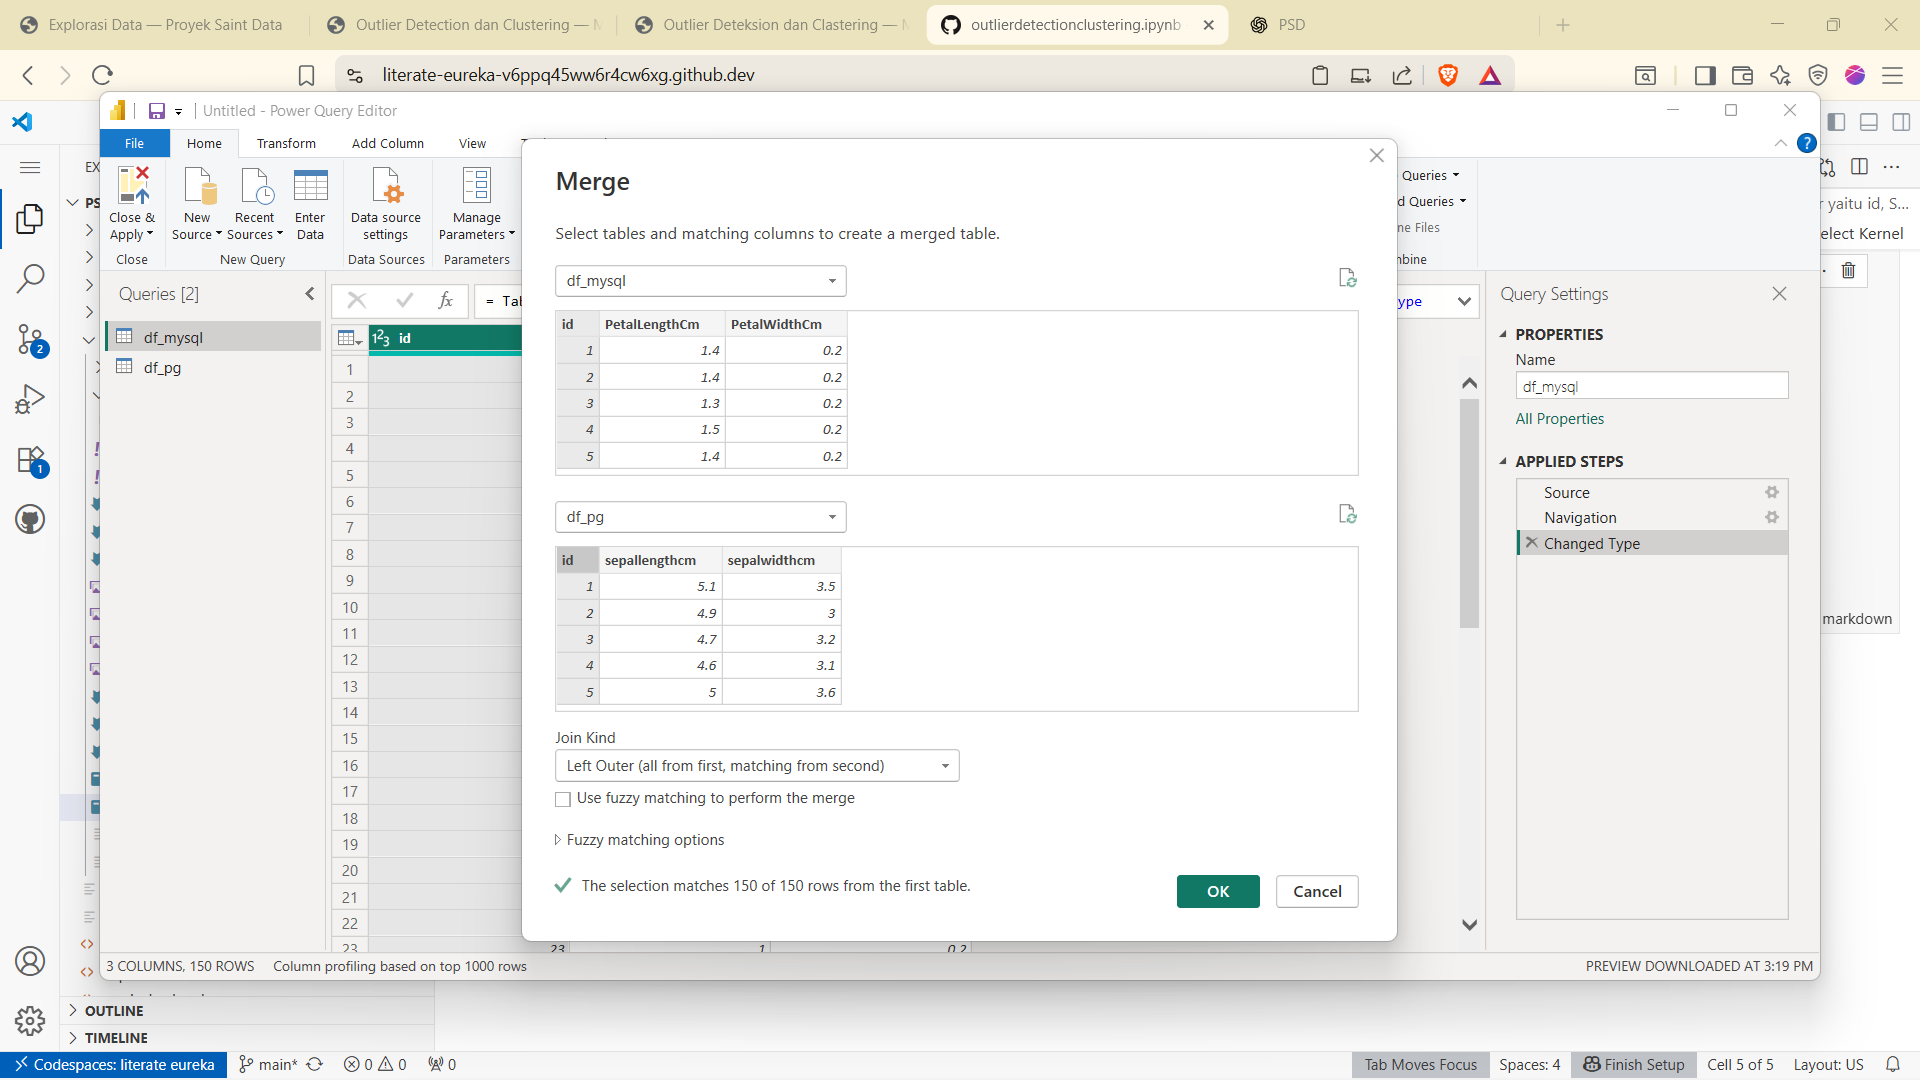 Explorasi Data — Proyek Saint Data
Outlier Detection dan Clustering —
Outlier Deteksion dan Clastering —
outlierdetectionclustering.ipynb
PSD
literate-eureka-v6ppq45ww6r4cw6xg.github.dev
Untitled - Power Query Editor
File
Home
Transform
Add Column
View
Close & Apply
New Source
Recent Sources
Enter Data
Data source settings
Manage Parameters
Close
New Query
Data Sources
Parameters
Queries
Queries [2]
df_mysql
df_pg
id
1
2
3
4
5
6
7
8
9
10
11
12
13
14
15
16
17
18
19
20
21
22
23
23 1 0.2
3 COLUMNS, 150 ROWS
Column profiling based on top 1000 rows
PREVIEW DOWNLOADED AT 3:19 PM
Merge
Select tables and matching columns to create a merged table.
df_mysql
id PetalLengthCm PetalWidthCm
1 1.4 0.2
2 1.4 0.2
3 1.3 0.2
4 1.5 0.2
5 1.4 0.2
df_pg
id sepallengthcm sepalwidthcm
1 5.1 3.5
2 4.9 3
3 4.7 3.2
4 4.6 3.1
5 5 3.6
Join Kind
Left Outer (all from first, matching from second)
Use fuzzy matching to perform the merge
Fuzzy matching options
The selection matches 150 of 150 rows from the first table.
OK
Cancel
Query Settings
PROPERTIES
Name
df_mysql
All Properties
APPLIED STEPS
Source
Navigation
Changed Type
r yaitu id, S...
elect Kernel
markdown
2
1
OUTLINE
TIMELINE
Codespaces: literate eureka
main*
0
0
0
Tab Moves Focus
Spaces: 4
Finish Setup
Cell 5 of 5
Layout: US